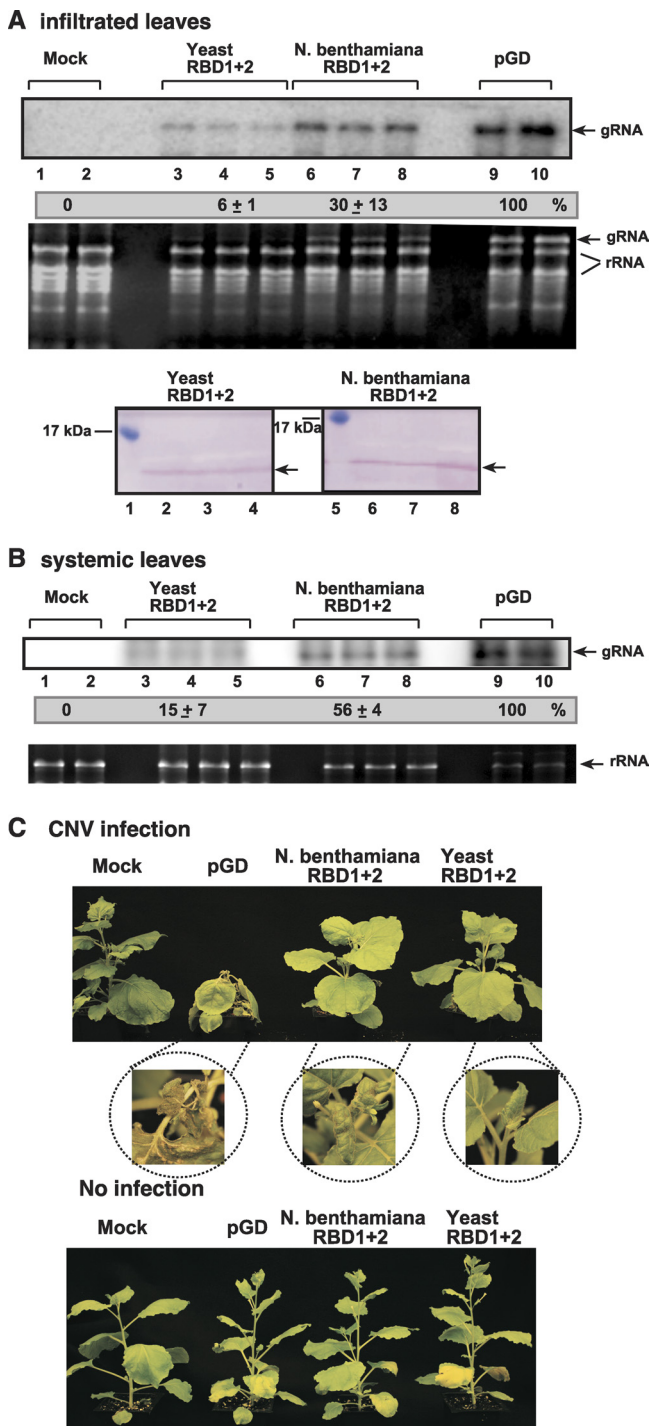 A infiltrated leaves
Mock
Yeast
RBD1+2
N. benthamiana
RBD1+2
pGD
gRNA
1 2 3 4 5 6 7 8 9 10
0 6 ± 1 30 ± 13 100 %
gRNA
rRNA
Yeast
RBD1+2
N. benthamiana
RBD1+2
17 kDa
17 kDa
1 2 3 4 5 6 7 8
B systemic leaves
Mock
Yeast
RBD1+2
N. benthamiana
RBD1+2
pGD
gRNA
1 2 3 4 5 6 7 8 9 10
0 15 ± 7 56 ± 4 100 %
rRNA
C CNV infection
Mock
pGD
N. benthamiana
RBD1+2
Yeast
RBD1+2
No infection
Mock
pGD
N. benthamiana
RBD1+2
Yeast
RBD1+2